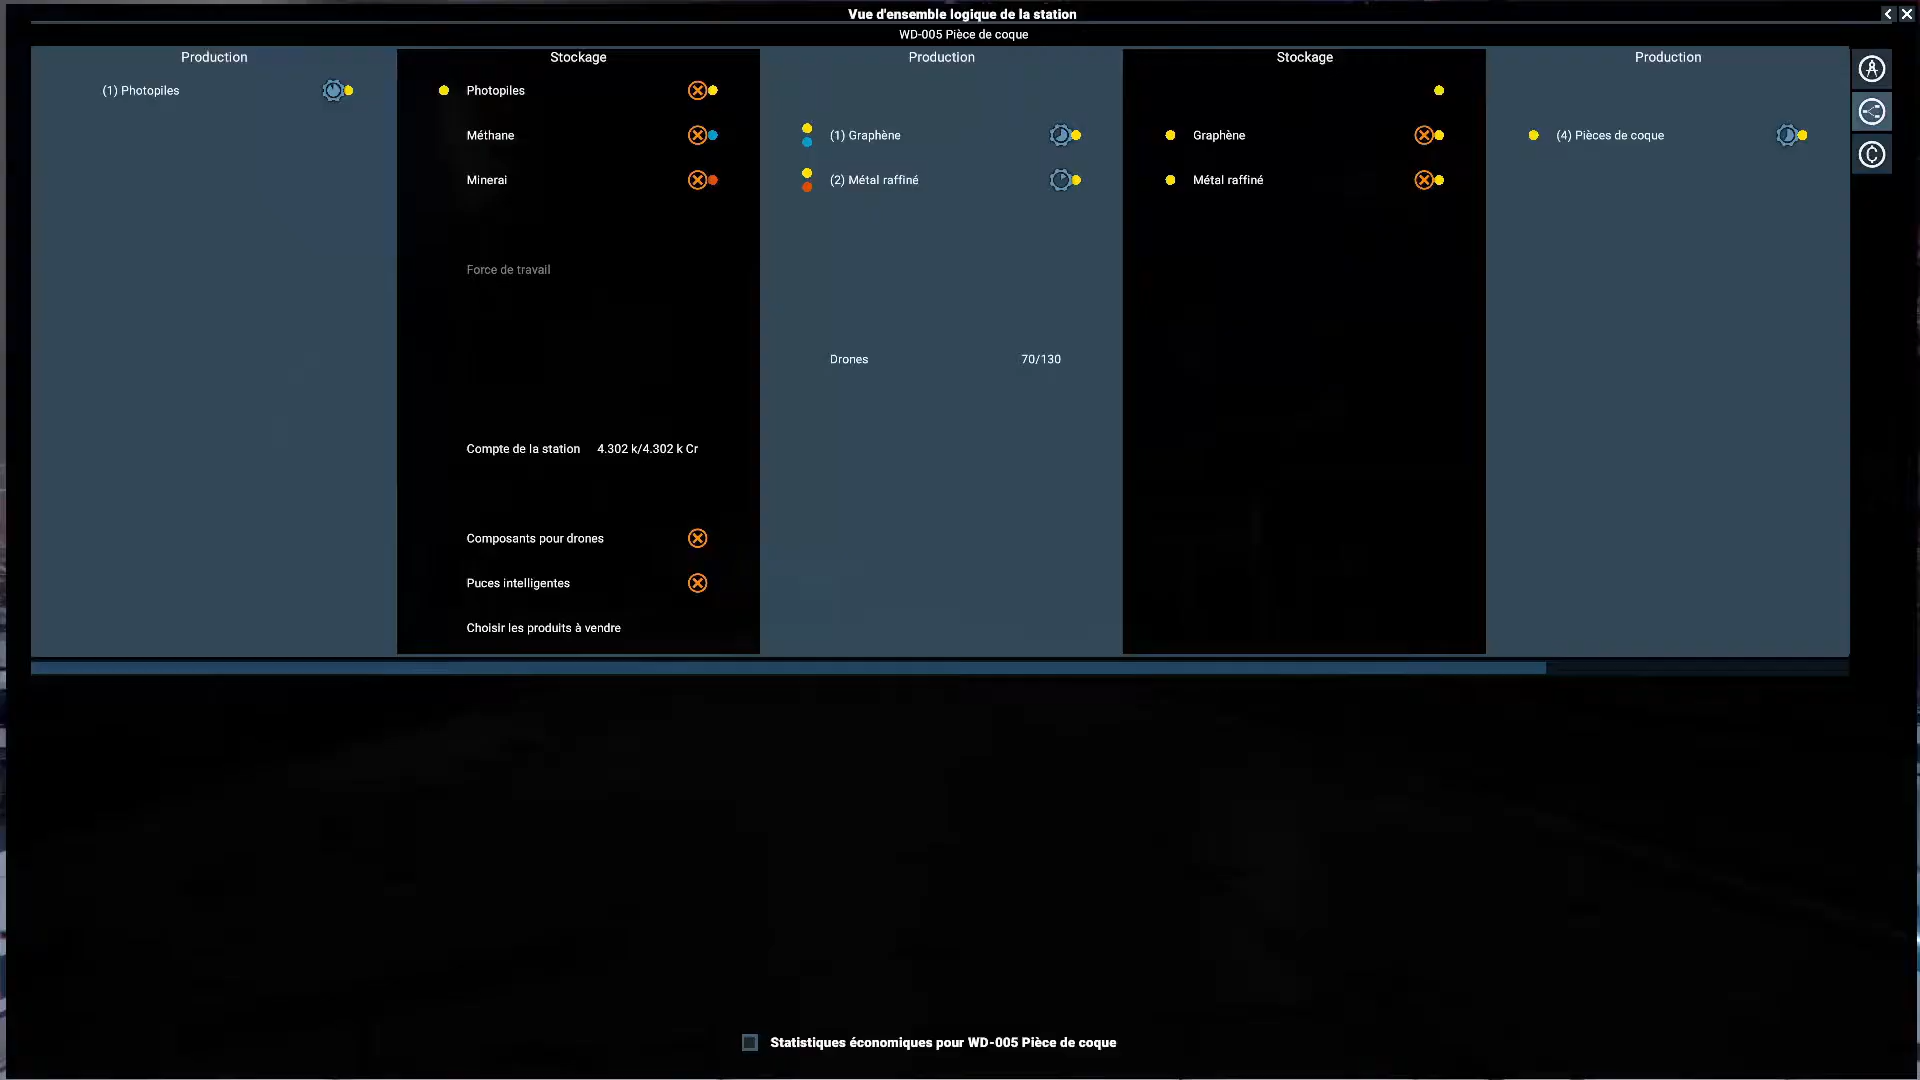 Vue d'ensemble logique de la station
WD-005 Pièce de coque
Production
Stockage
Production
Stockage
Production
(1) Photopiles
Photopiles
Méthane
(1) Graphène
Graphène
(4) Pièces de coque
Minerai
(2) Métal raffiné
Métal raffiné
Force de travail
Drones
70/130
Compte de la station 4.302 k/4.302 k Cr
Composants pour drones
Puces intelligentes
Choisir les produits à vendre
Statistiques économiques pour WD-005 Pièce de coque